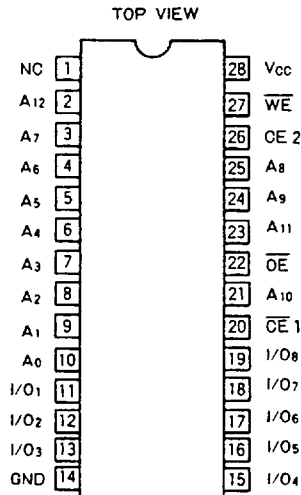 TOP VIEW
NC 1 28 Vcc
A12 2 27 W̅E̅
A7 3 26 CE 2
A6 4 25 A8
A5 5 24 A9
A4 6 23 A11
A3 7 22 O̅E̅
A2 8 21 A10
A1 9 20 C̅E̅ 1
A0 10 19 I/O8
I/O1 11 18 I/O7
I/O2 12 17 I/O6
I/O3 13 16 I/O5
GND 14 15 I/O4